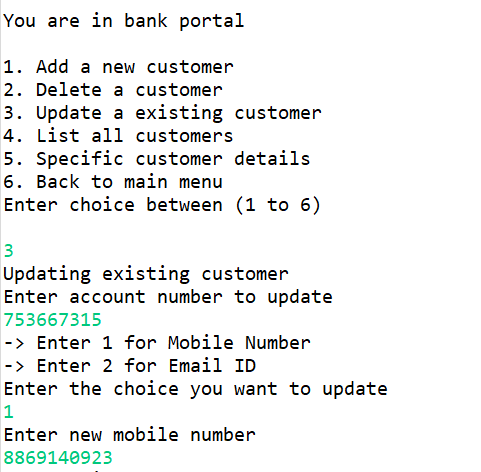 You are in bank portal
1. Add a new customer
2. Delete a customer
3. Update a existing customer
4. List all customers
5. Specific customer details
6. Back to main menu
Enter choice between (1 to 6)
3
Updating existing customer
Enter account number to update
753667315
-> Enter 1 for Mobile Number
-> Enter 2 for Email ID
Enter the choice you want to update
1
Enter new mobile number
8869140923